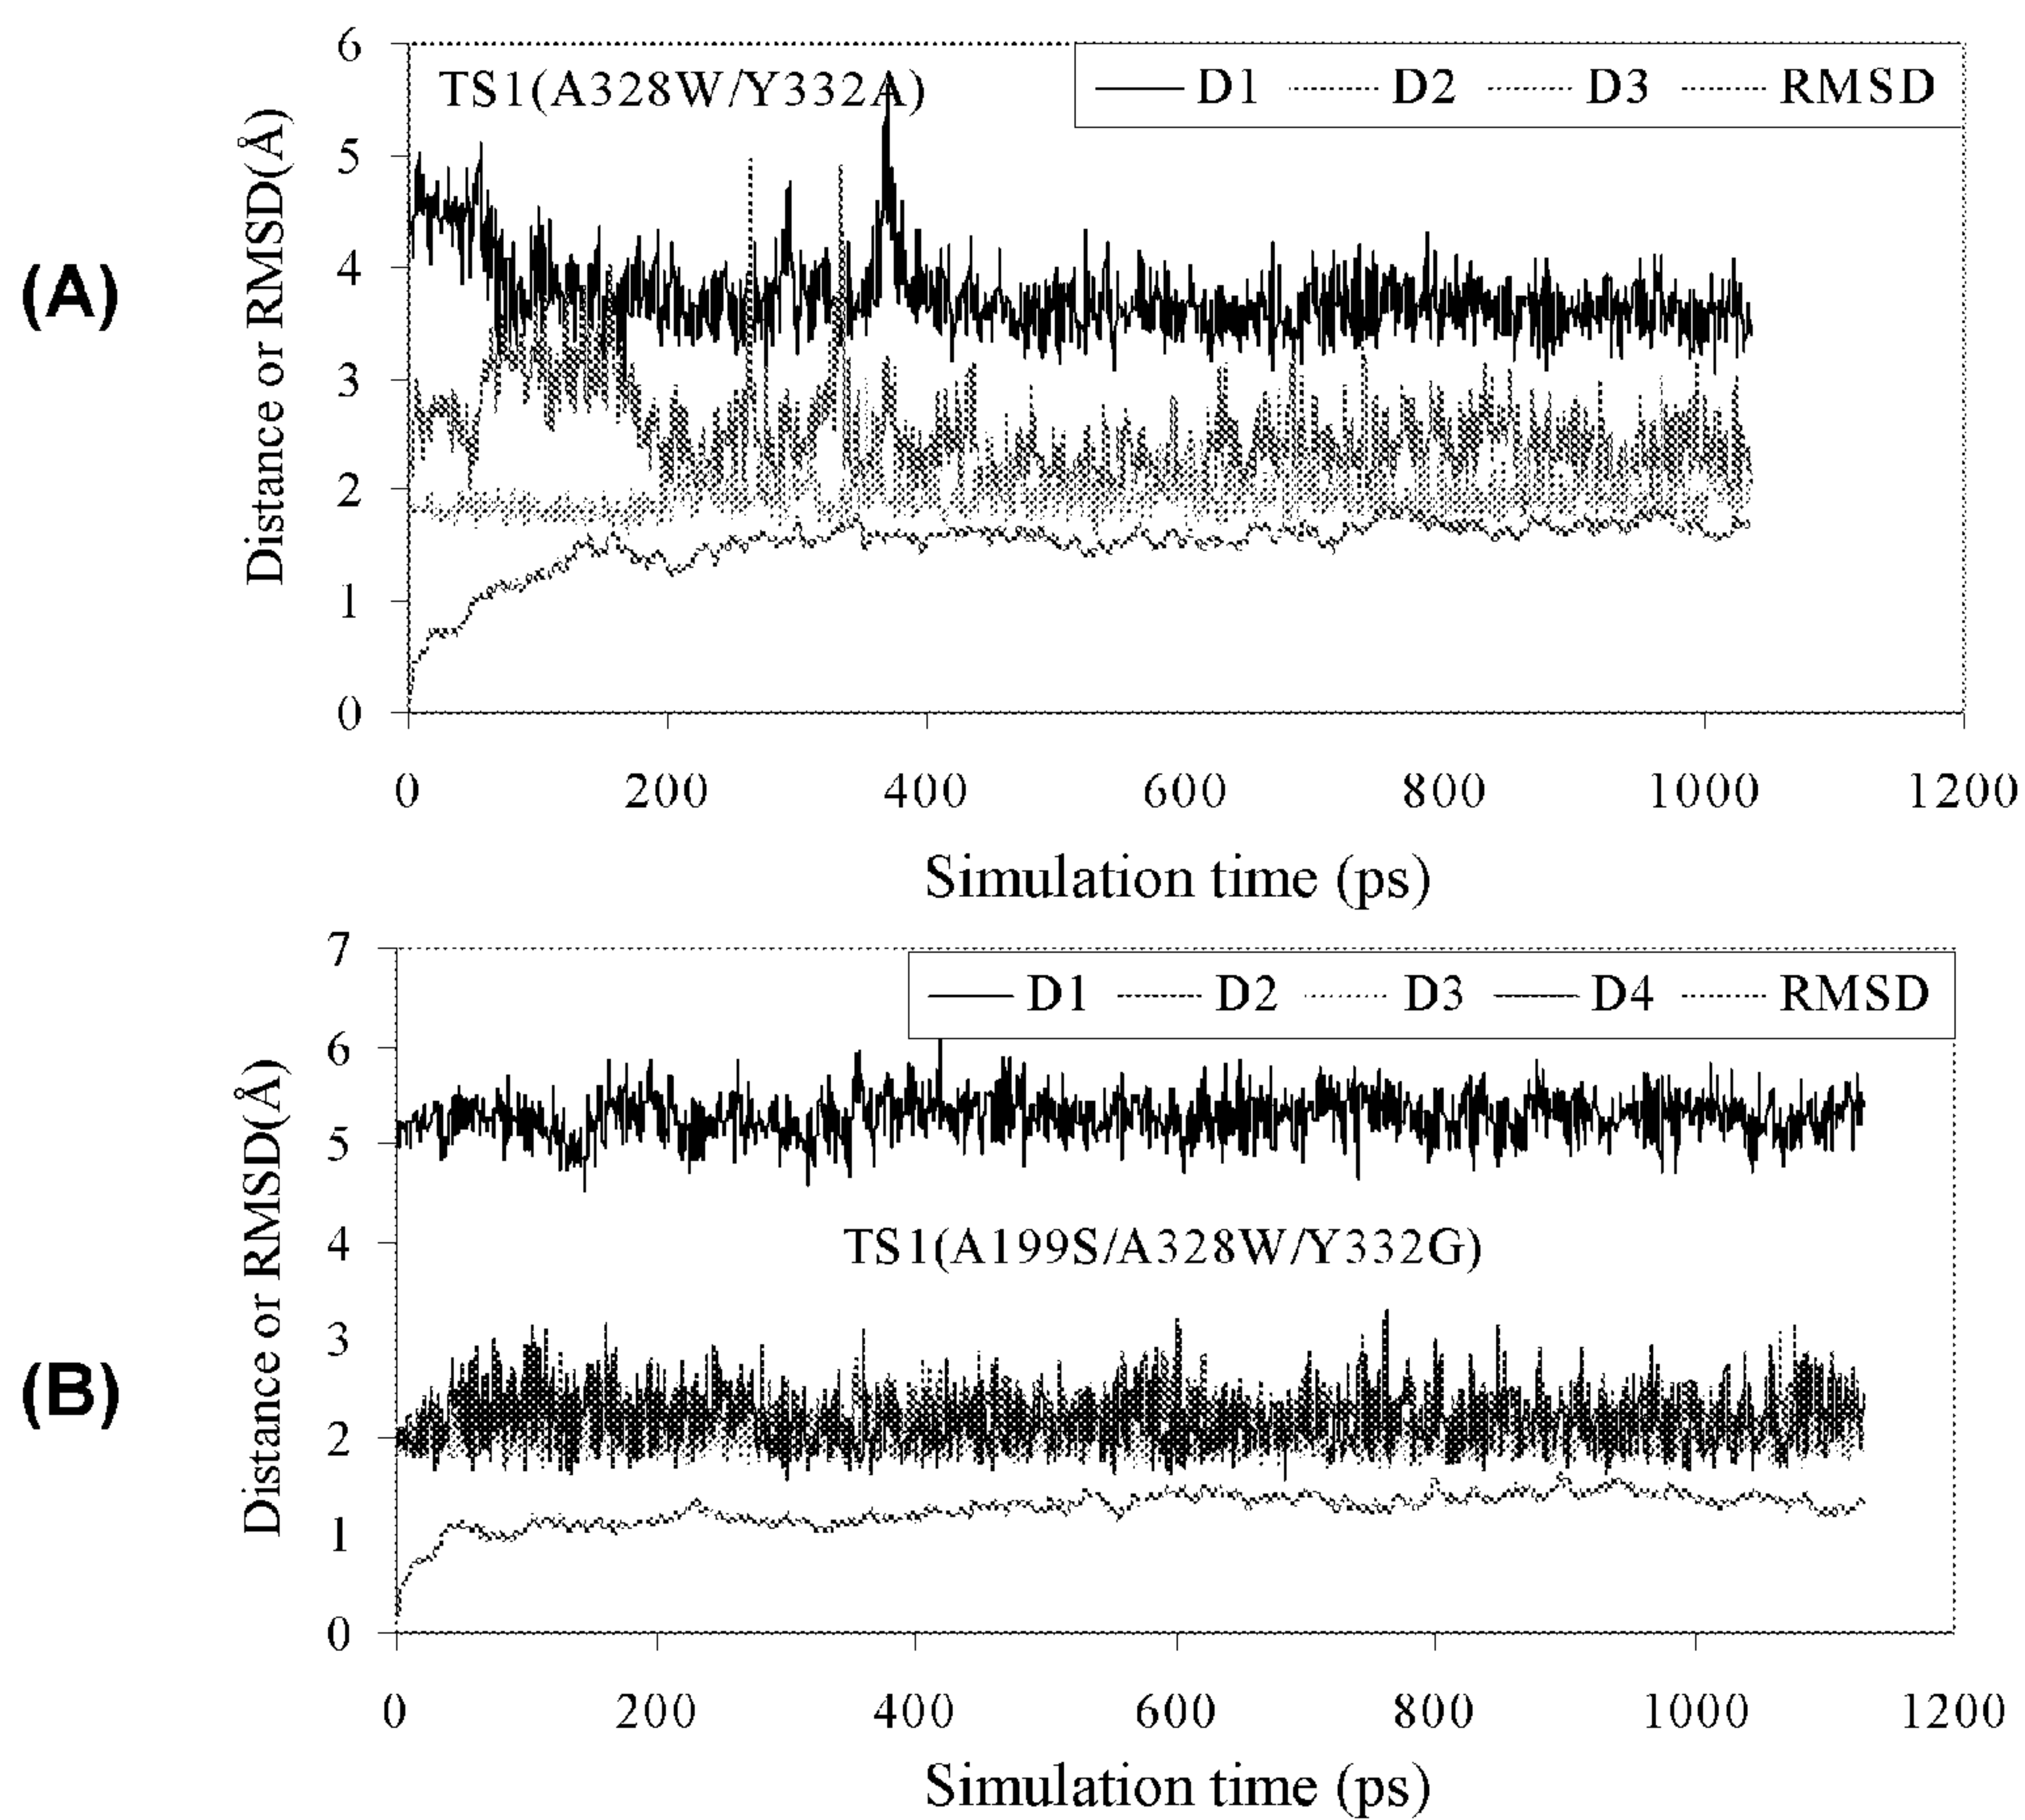 6
TS1(A328W/Y332A)
D1 D2 D3 RMSD
5
4
3
2
1
0
Distance or RMSD(Å)
(A)
0 200 400 600 800 1000 1200
Simulation time (ps)
7
D1 D2 D3 D4 RMSD
6
5
4
TS1(A199S/A328W/Y332G)
3
2
1
0
Distance or RMSD(Å)
(B)
0 200 400 600 800 1000 1200
Simulation time (ps)